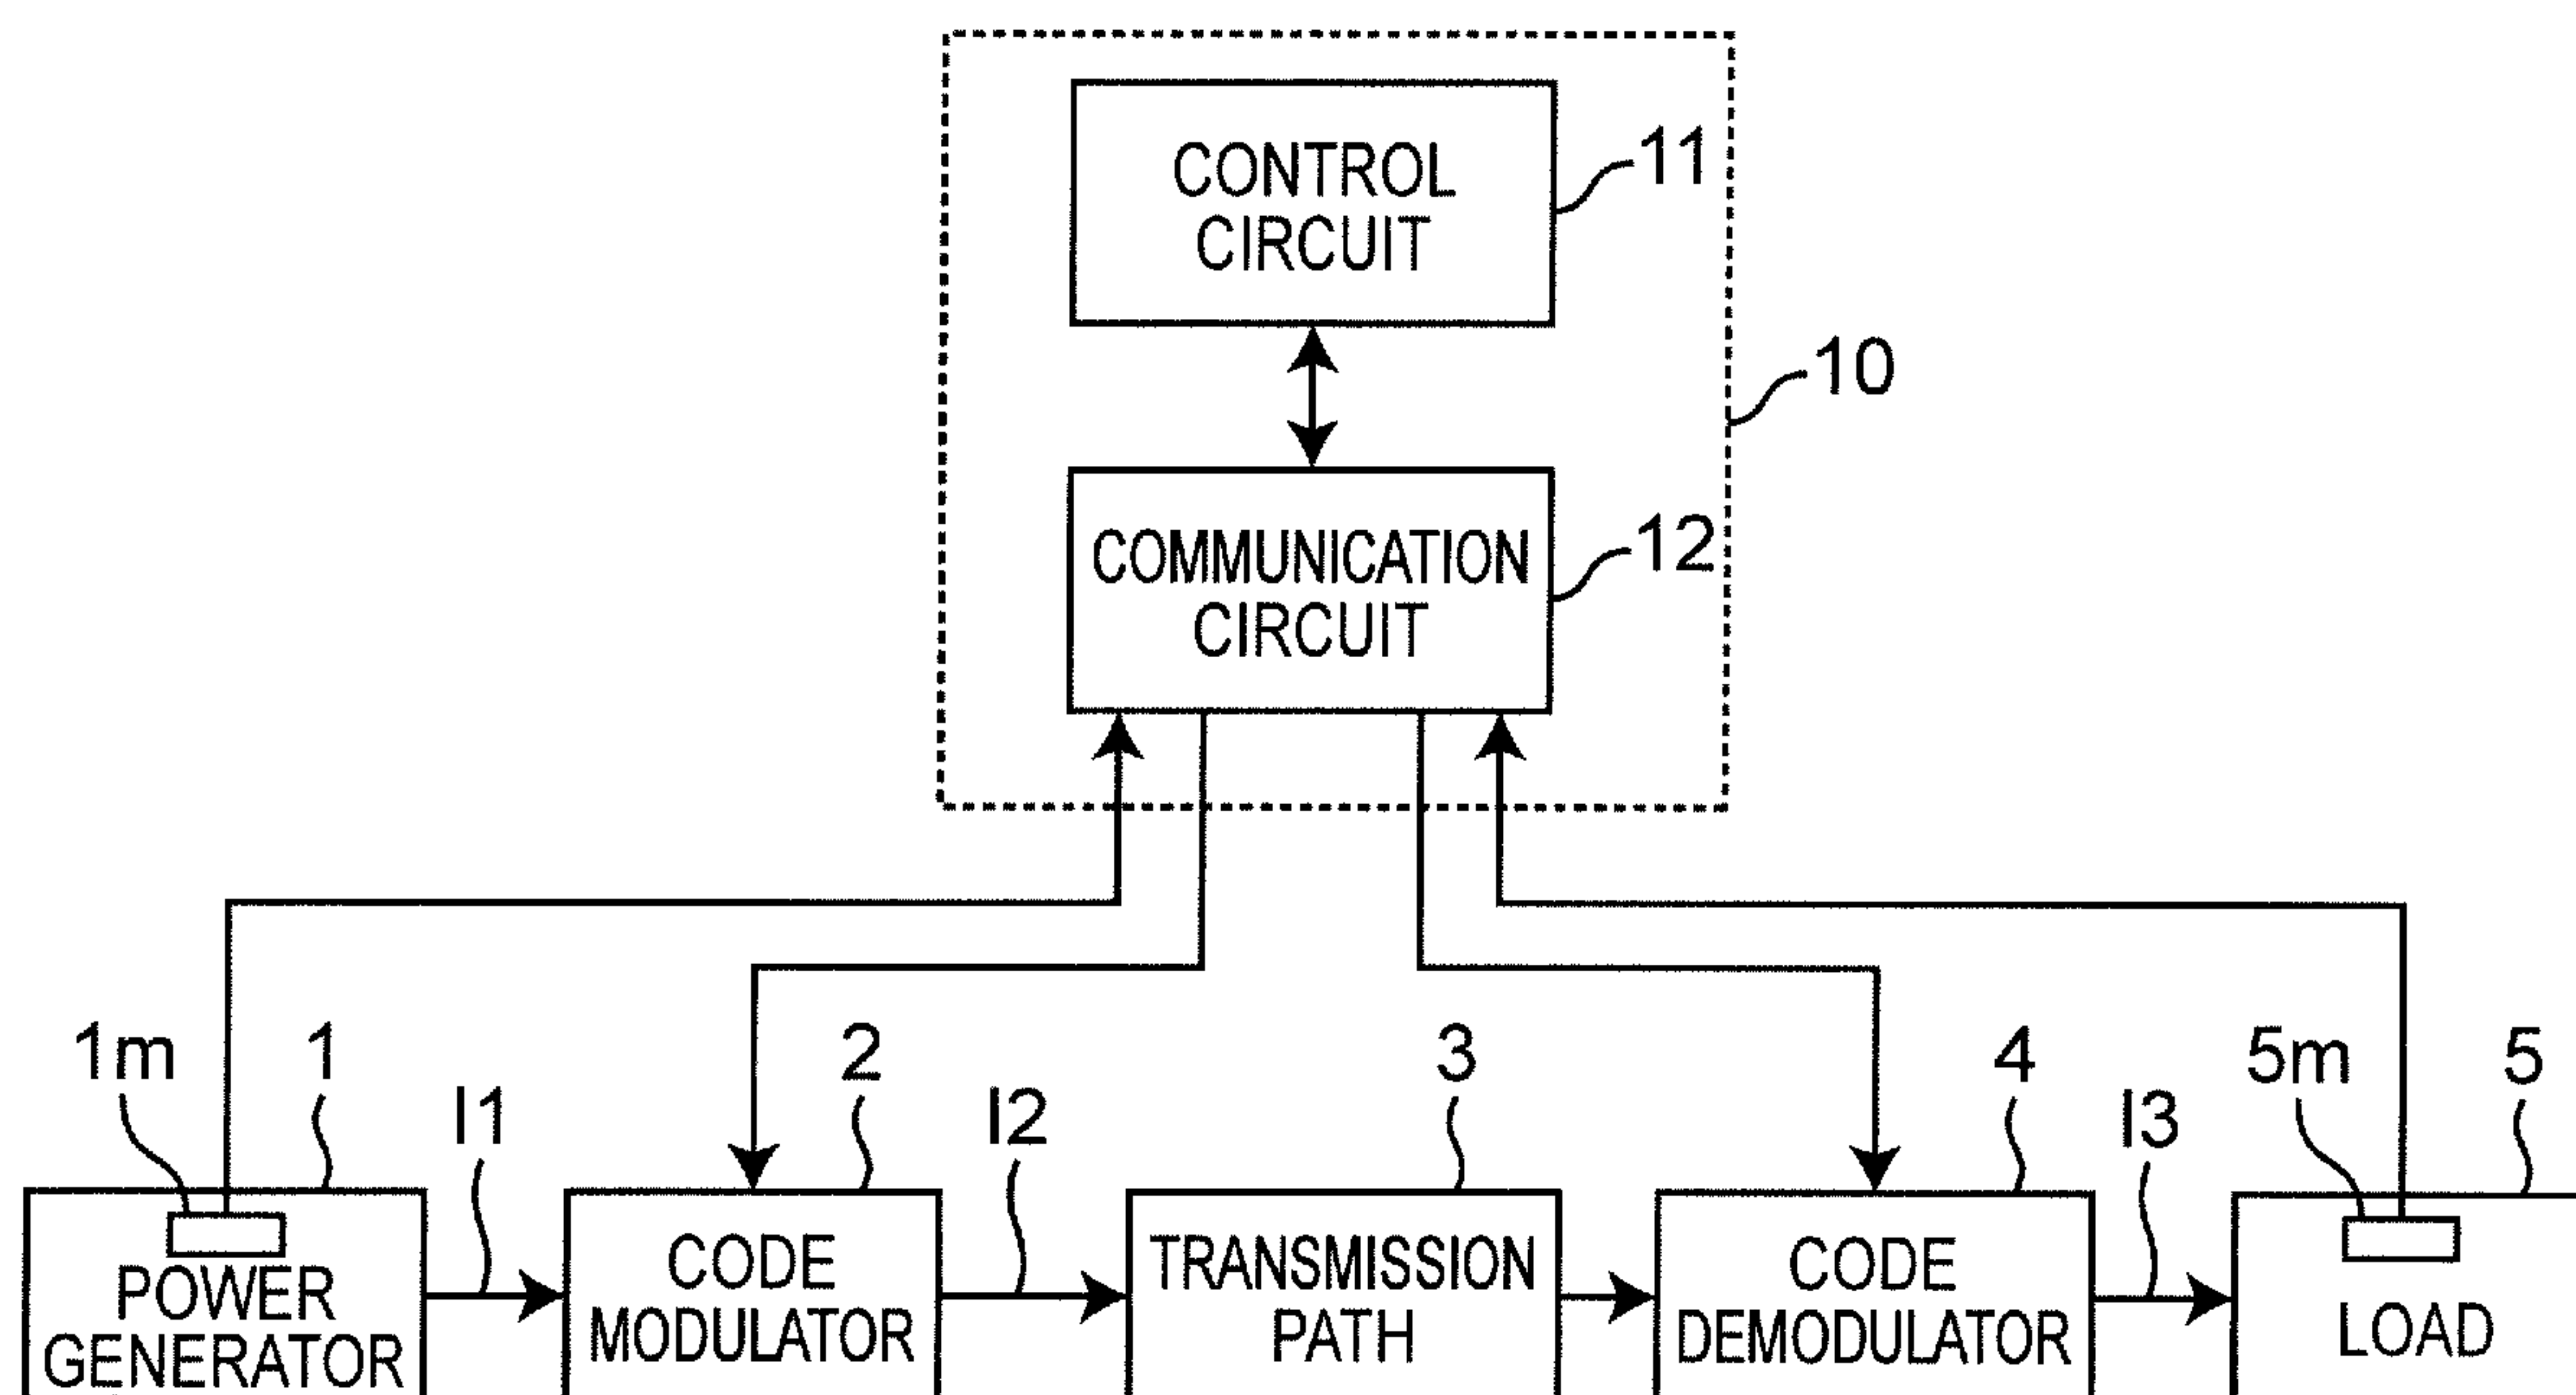 CONTROL
CIRCUIT
11
10
COMMUNICATION
CIRCUIT
12
1m
1
I1
2
I2
3
4
I3
5m
5
POWER
GENERATOR
CODE
MODULATOR
TRANSMISSION
PATH
CODE
DEMODULATOR
LOAD